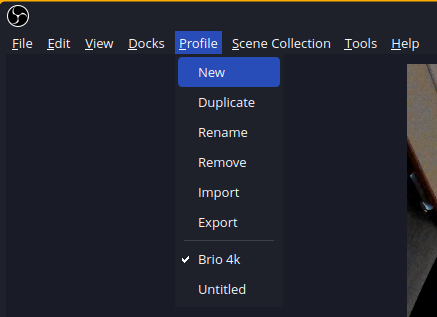 File Edit View Docks Profile Scene Collection Tools Help
New
Duplicate
Rename
Remove
Import
Export
Brio 4k
Untitled